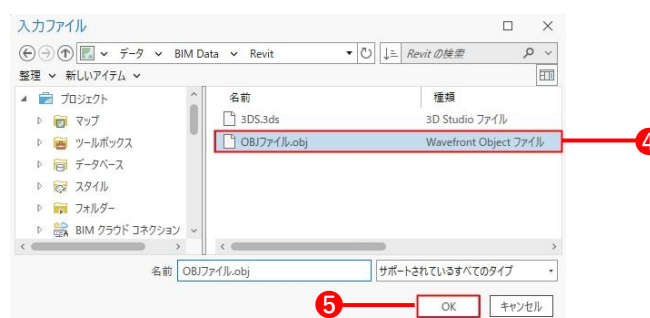 入力ファイル
データ BIM Data Revit Revit の検索
整理 新しいアイテム
プロジェクト 名前 種類
マップ 3DS.3ds 3D Studio ファイル
ツールボックス OBJファイル.obj Wavefront Object ファイル 4
データベース
スタイル
フォルダー
BIM クラウド コネクション
名前 OBJファイル.obj サポートされているすべてのタイプ
5 OK キャンセル